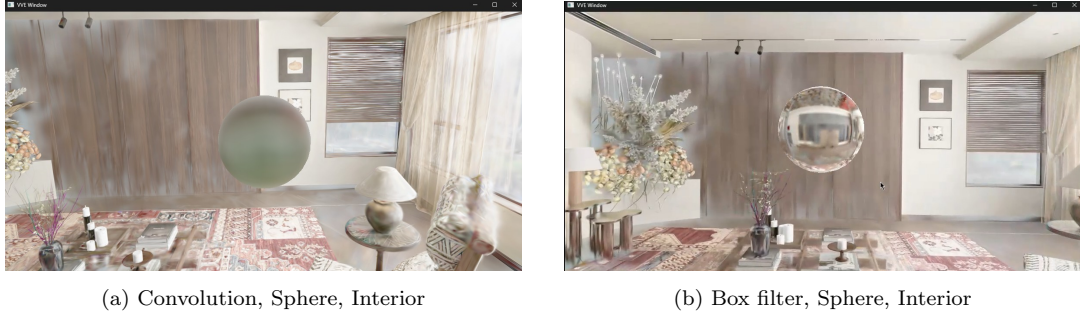 VVE Window
VVE Window
(a) Convolution, Sphere, Interior
(b) Box filter, Sphere, Interior